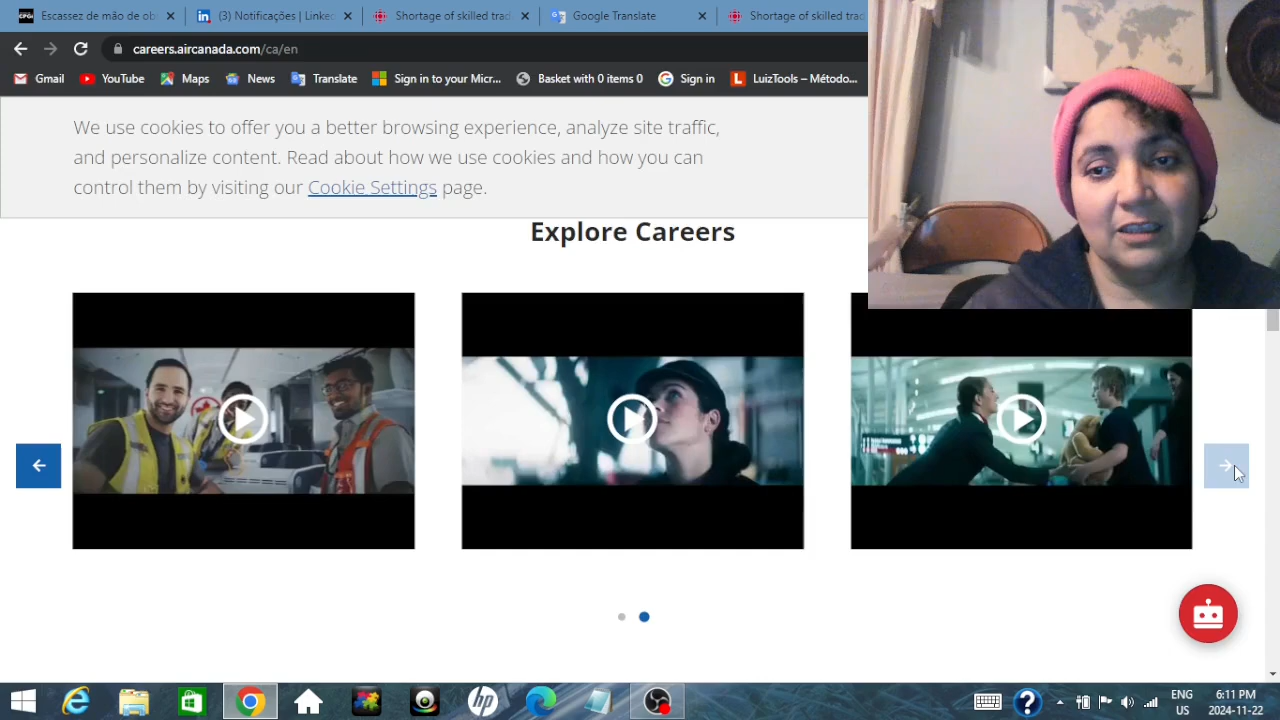 Escassez de mão de ob
(3) Notificações | Linke
Shortage of skilled trad
Google Translate
Shortage of skilled trad
careers.aircanada.com/ca/en
Gmail
YouTube
Maps
News
Translate
Sign in to your Micr...
Basket with 0 items 0
Sign in
LuizTools – Método...
We use cookies to offer you a better browsing experience, analyze site traffic,
and personalize content. Read about how we use cookies and how you can
control them by visiting our Cookie Settings page.
Explore Careers
ENG
US
6:11 PM
2024-11-22